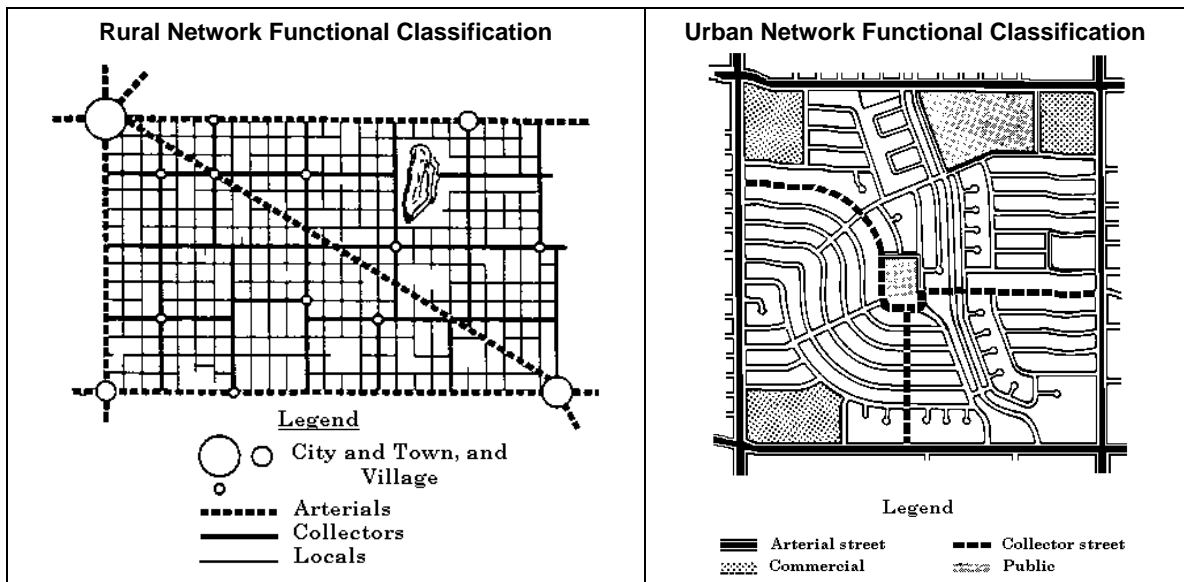 Rural Network Functional Classification
Legend
City and Town, and
Village
Arterials
Collectors
Locals
Urban Network Functional Classification
Legend
Arterial street
Collector street
Commercial
Public